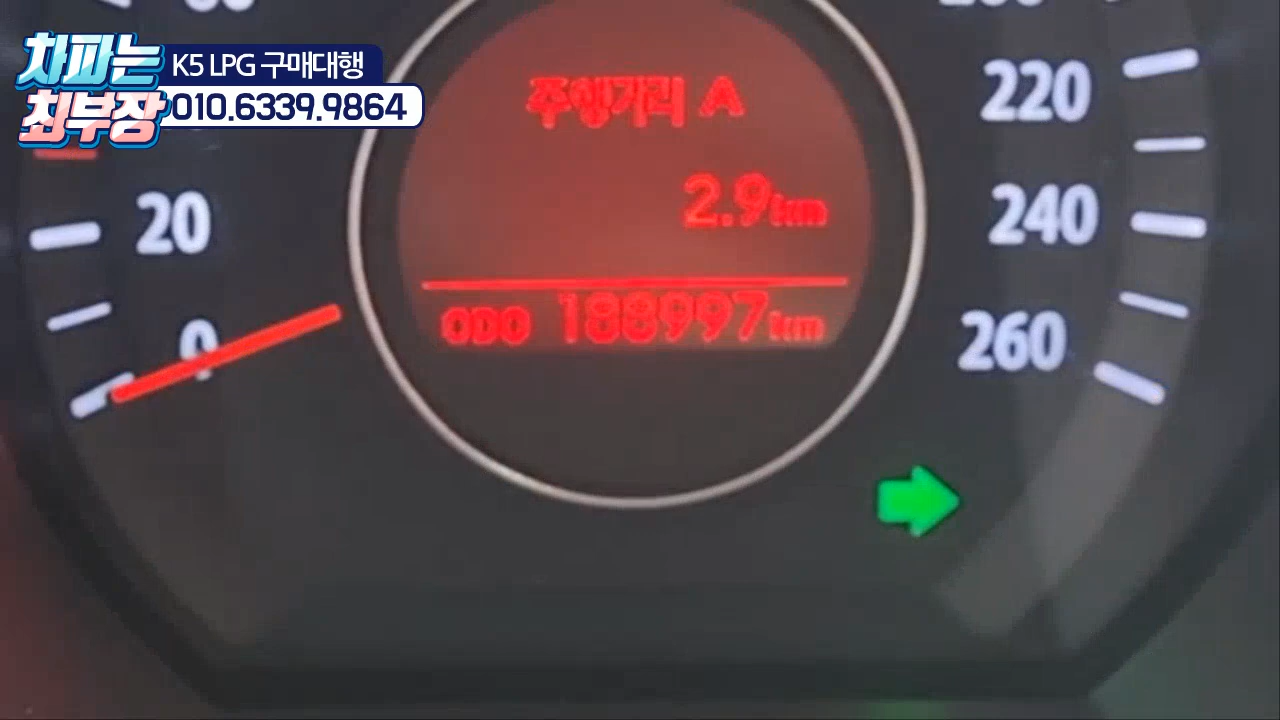 차파는
최부장
K5 LPG 구매대행
010.6339.9864
주행거리 A
2.9km
ODO 188997km
20
0
220
240
260